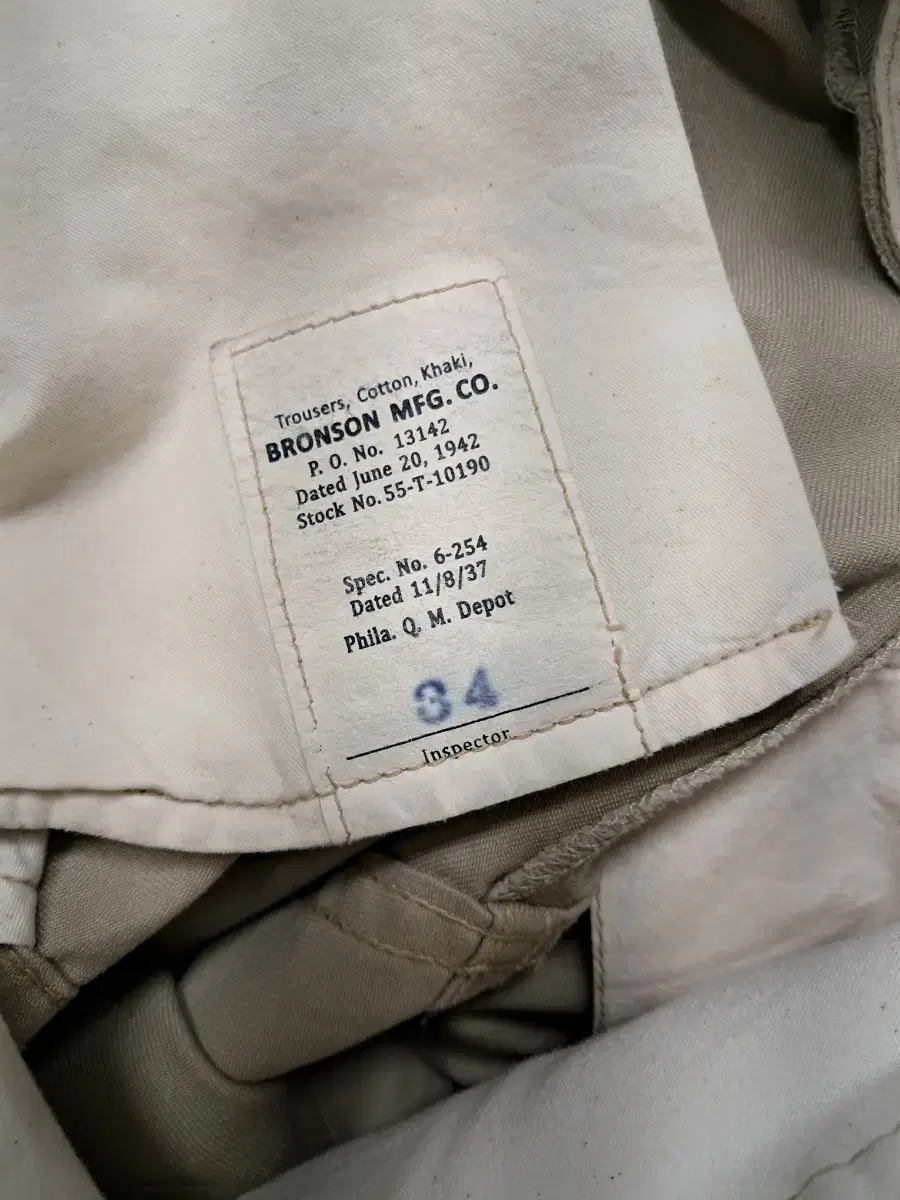 Trousers, Cotton, Khaki,
BRONSON MFG. CO.
P. O. No. 13142
Dated June 20, 1942
Stock No. 55-T-10190
Spec. No. 6-254
Dated 11/8/37
Phila. Q. M. Depot
34
Inspector